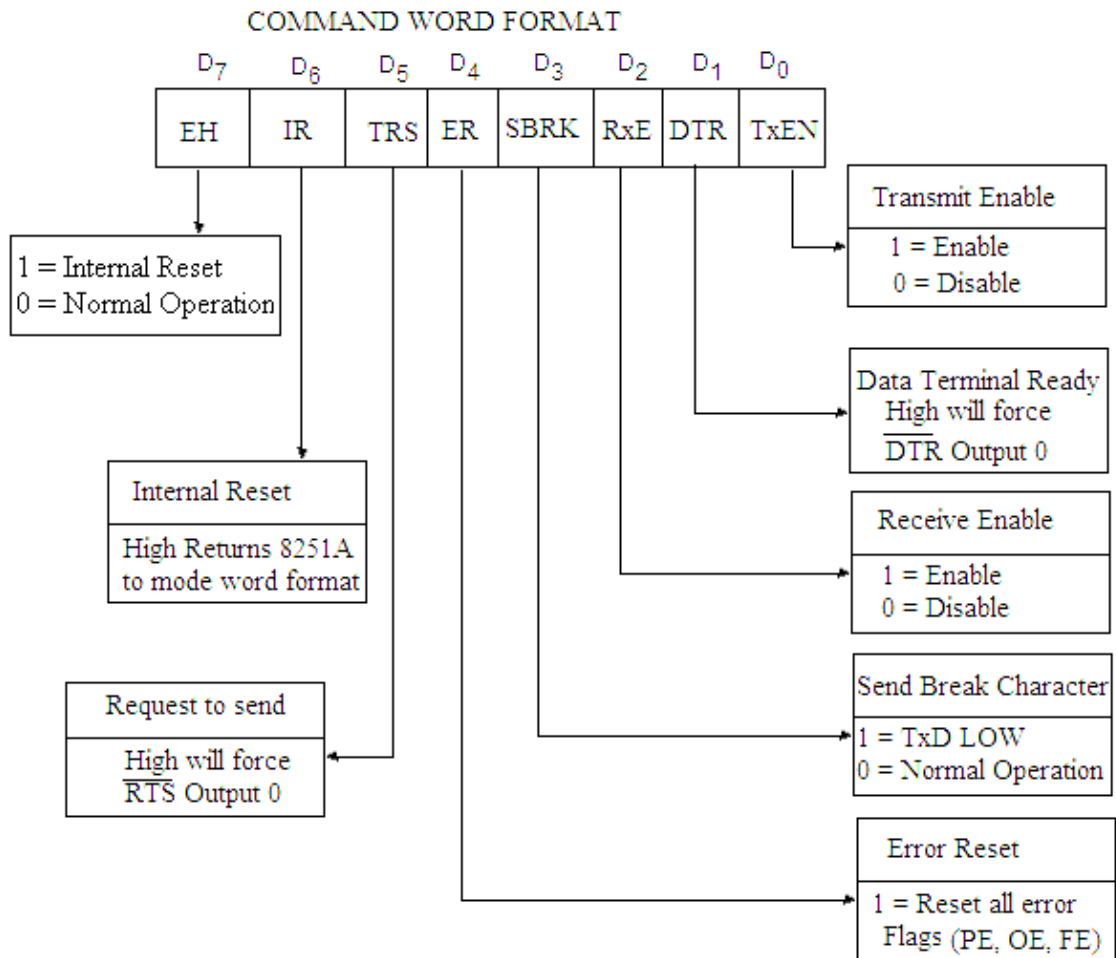 COMMAND WORD FORMAT
D7 D6 D5 D4 D3 D2 D1 D0
EH IR TRS ER SBRK RxE DTR TxEN
1 = Internal Reset
0 = Normal Operation
Internal Reset
High Returns 8251A
to mode word format
Request to send
High will force
RTS Output 0
Transmit Enable
1 = Enable
0 = Disable
Data Terminal Ready
High will force
DTR Output 0
Receive Enable
1 = Enable
0 = Disable
Send Break Character
1 = TxD LOW
0 = Normal Operation
Error Reset
1 = Reset all error
Flags (PE, OE, FE)